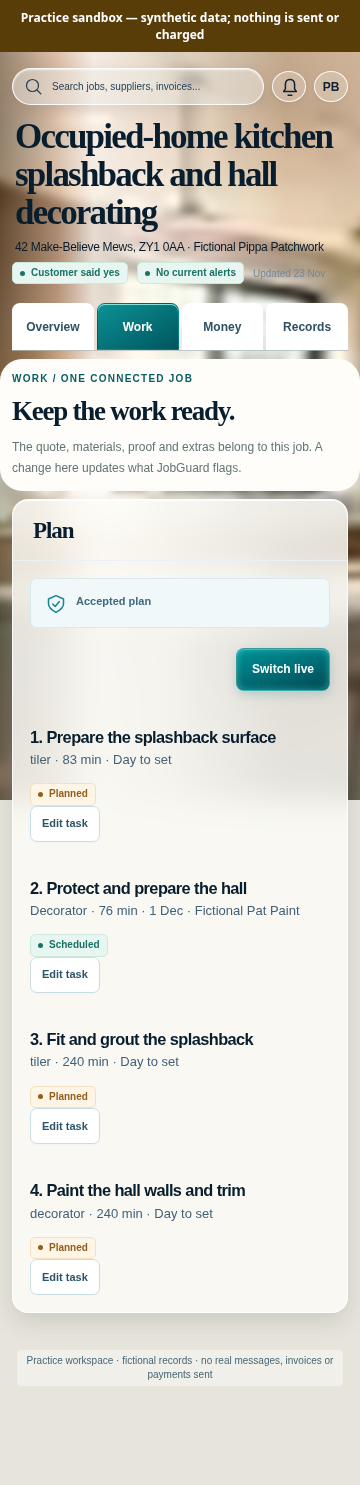 Practice sandbox — synthetic data; nothing is sent or
charged
Search jobs, suppliers, invoices...
PB
Occupied-home kitchen
splashback and hall
decorating
42 Make-Believe Mews, ZY1 0AA · Fictional Pippa Patchwork
Customer said yes
No current alerts
Updated 23 Nov
Overview
Work
Money
Records
WORK / ONE CONNECTED JOB
Keep the work ready.
The quote, materials, proof and extras belong to this job. A
change here updates what JobGuard flags.
Plan
Accepted plan
Switch live
1. Prepare the splashback surface
tiler · 83 min · Day to set
Planned
Edit task
2. Protect and prepare the hall
Decorator · 76 min · 1 Dec · Fictional Pat Paint
Scheduled
Edit task
3. Fit and grout the splashback
tiler · 240 min · Day to set
Planned
Edit task
4. Paint the hall walls and trim
decorator · 240 min · Day to set
Planned
Edit task
Practice workspace · fictional records · no real messages, invoices or
payments sent